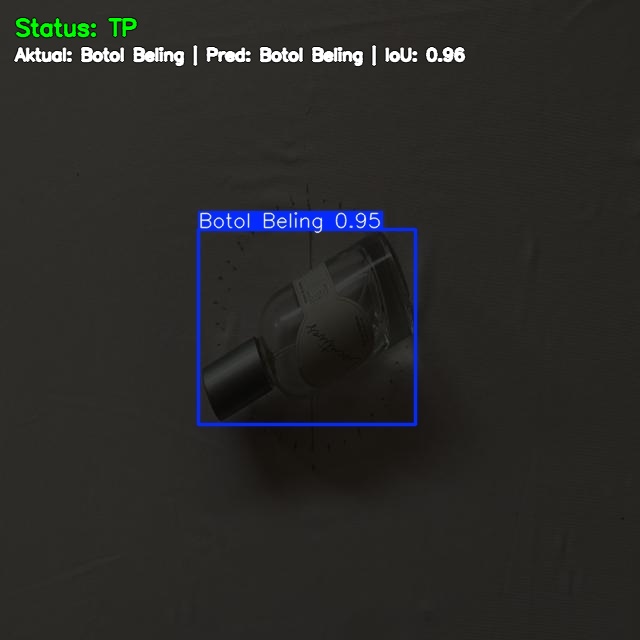 Status: TP
Aktual: Botol Beling | Pred: Botol Beling | IoU: 0.96
Botol Beling 0.95